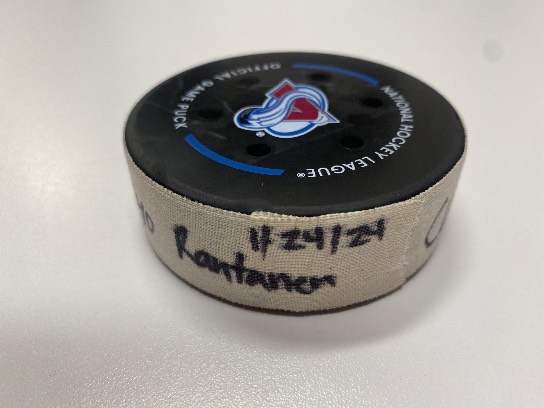 OFFICIAL GAME PUCK
NATIONAL HOCKEY LEAGUE®
®
1/24/24
Rantanen